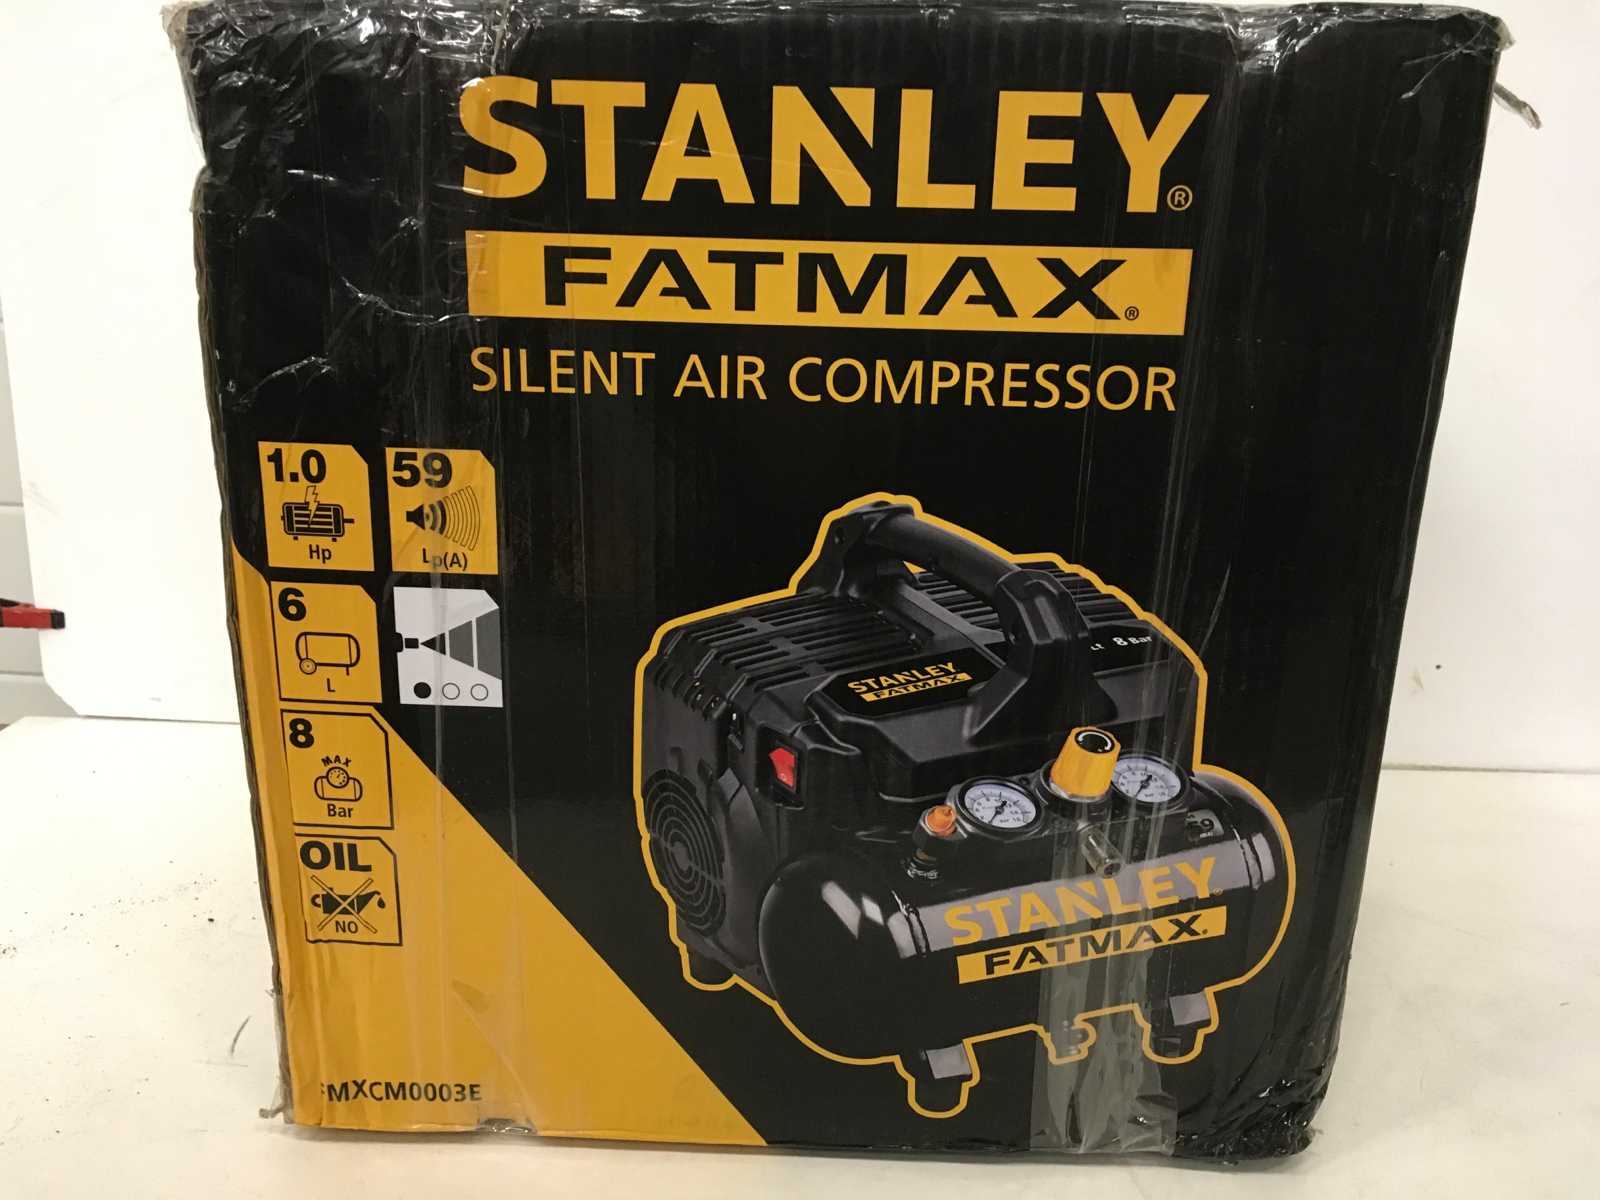 STANLEY®
FATMAX®
SILENT AIR COMPRESSOR
1.0
Hp
59
Lp(A)
6
L
8
MAX
Bar
OIL
NO
8 Bar
STANLEY
FATMAX
STANLEY
FATMAX.
MXCM0003E